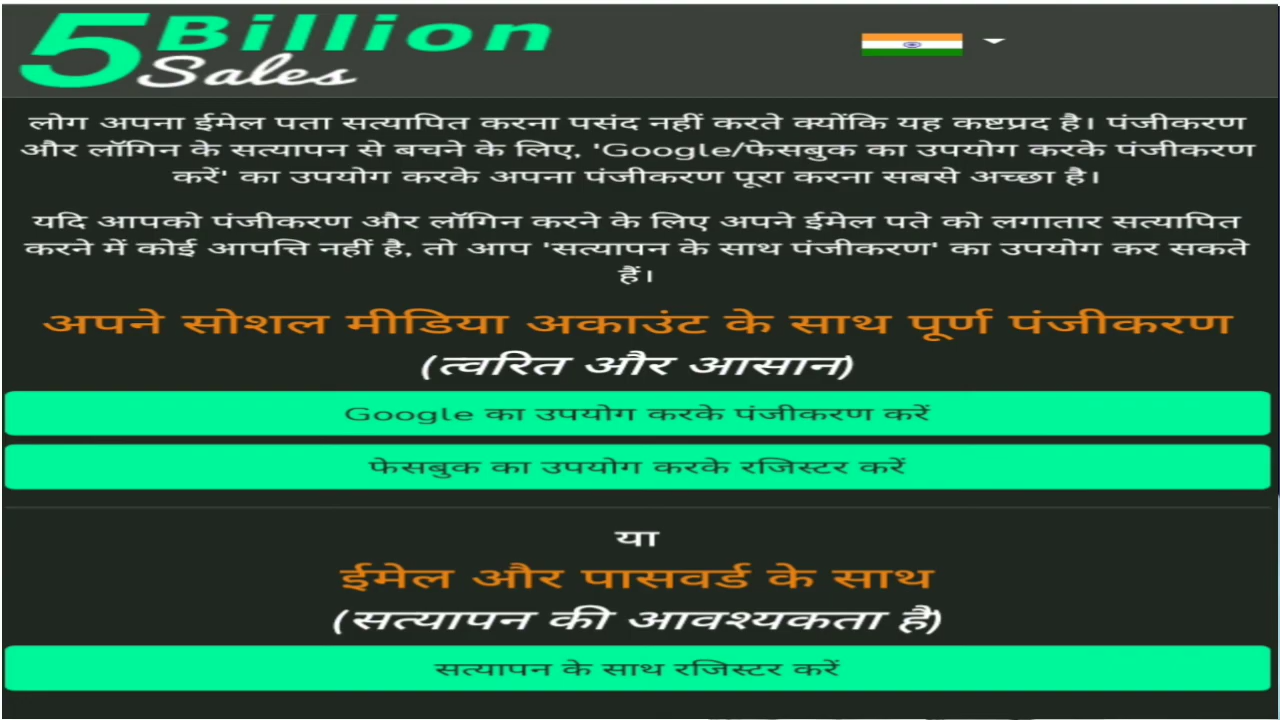 5 Billion
Sales
लोग अपना ईमेल पता सत्यापित करना पसंद नहीं करते क्योंकि यह कष्टप्रद है। पंजीकरण
और लॉगिन के सत्यापन से बचने के लिए, 'Google/फेसबुक का उपयोग करके पंजीकरण
करें' का उपयोग करके अपना पंजीकरण पूरा करना सबसे अच्छा है।
यदि आपको पंजीकरण और लॉगिन करने के लिए अपने ईमेल पते को लगातार सत्यापित
करने में कोई आपत्ति नहीं है, तो आप 'सत्यापन के साथ पंजीकरण' का उपयोग कर सकते
हैं।
अपने सोशल मीडिया अकाउंट के साथ पूर्ण पंजीकरण
(त्वरित और आसान)
Google का उपयोग करके पंजीकरण करें
फेसबुक का उपयोग करके रजिस्टर करें
या
ईमेल और पासवर्ड के साथ
(सत्यापन की आवश्यकता है)
सत्यापन के साथ रजिस्टर करें